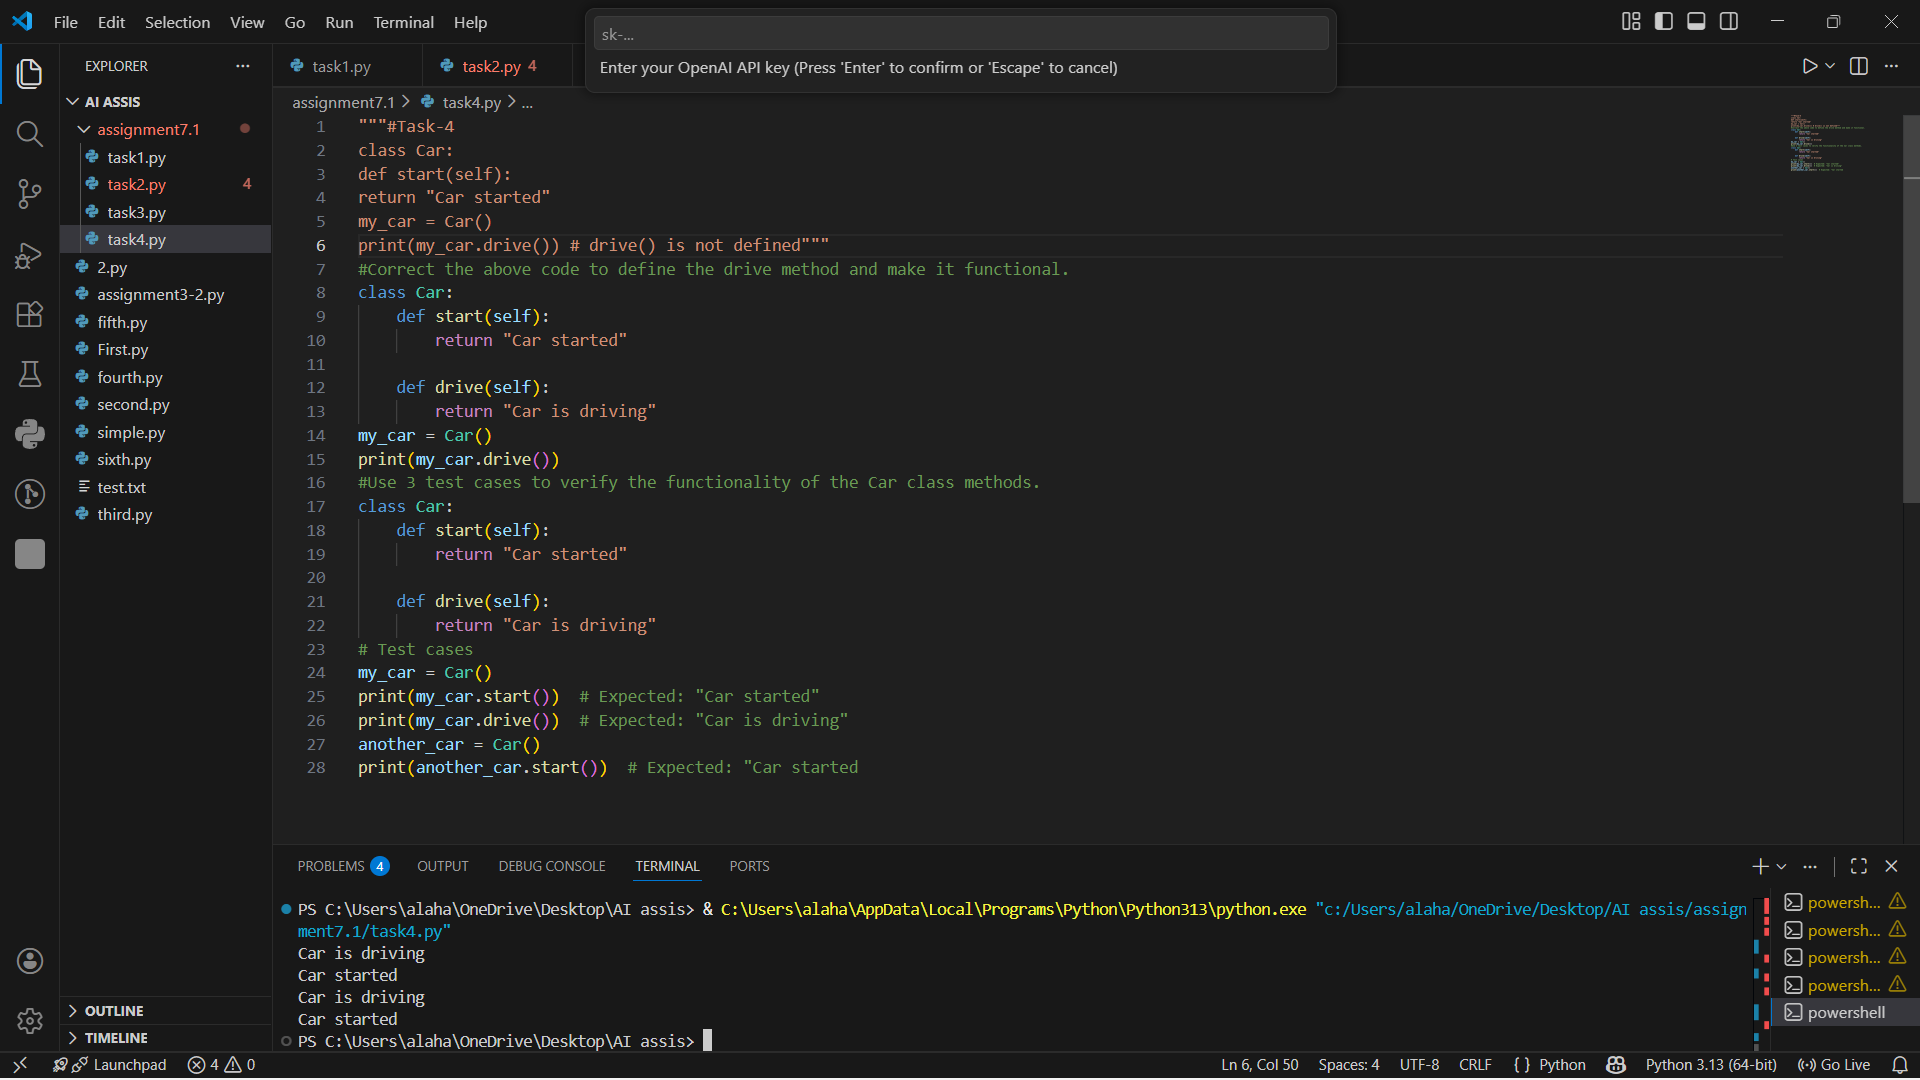 File Edit Selection View Go Run Terminal Help
sk-...
Enter your OpenAI API key (Press 'Enter' to confirm or 'Escape' to cancel)
EXPLORER ...
task1.py
task2.py 4
AI ASSIS
assignment7.1
task1.py
task2.py 4
task3.py
task4.py
2.py
assignment3-2.py
fifth.py
First.py
fourth.py
second.py
simple.py
sixth.py
test.txt
third.py
OUTLINE
TIMELINE
assignment7.1 > task4.py > ...
1 """#Task-4
2 class Car:
3 def start(self):
4 return "Car started"
5 my_car = Car()
6 print(my_car.drive()) # drive() is not defined"""
7 #Correct the above code to define the drive method and make it functional.
8 class Car:
9     def start(self):
10         return "Car started"
11
12     def drive(self):
13         return "Car is driving"
14 my_car = Car()
15 print(my_car.drive())
16 #Use 3 test cases to verify the functionality of the Car class methods.
17 class Car:
18     def start(self):
19         return "Car started"
20
21     def drive(self):
22         return "Car is driving"
23 # Test cases
24 my_car = Car()
25 print(my_car.start())  # Expected: "Car started"
26 print(my_car.drive())  # Expected: "Car is driving"
27 another_car = Car()
28 print(another_car.start())  # Expected: "Car started
PROBLEMS 4 OUTPUT DEBUG CONSOLE TERMINAL PORTS
PS C:\Users\alaha\OneDrive\Desktop\AI assis> & C:\Users\alaha\AppData\Local\Programs\Python\Python313\python.exe "c:/Users/alaha/OneDrive/Desktop/AI assis/assign
ment7.1/task4.py"
Car is driving
Car started
Car is driving
Car started
PS C:\Users\alaha\OneDrive\Desktop\AI assis>
powersh...
powersh...
powersh...
powersh...
powershell
Launchpad 4 0 Ln 6, Col 50 Spaces: 4 UTF-8 CRLF {} Python Python 3.13 (64-bit) Go Live